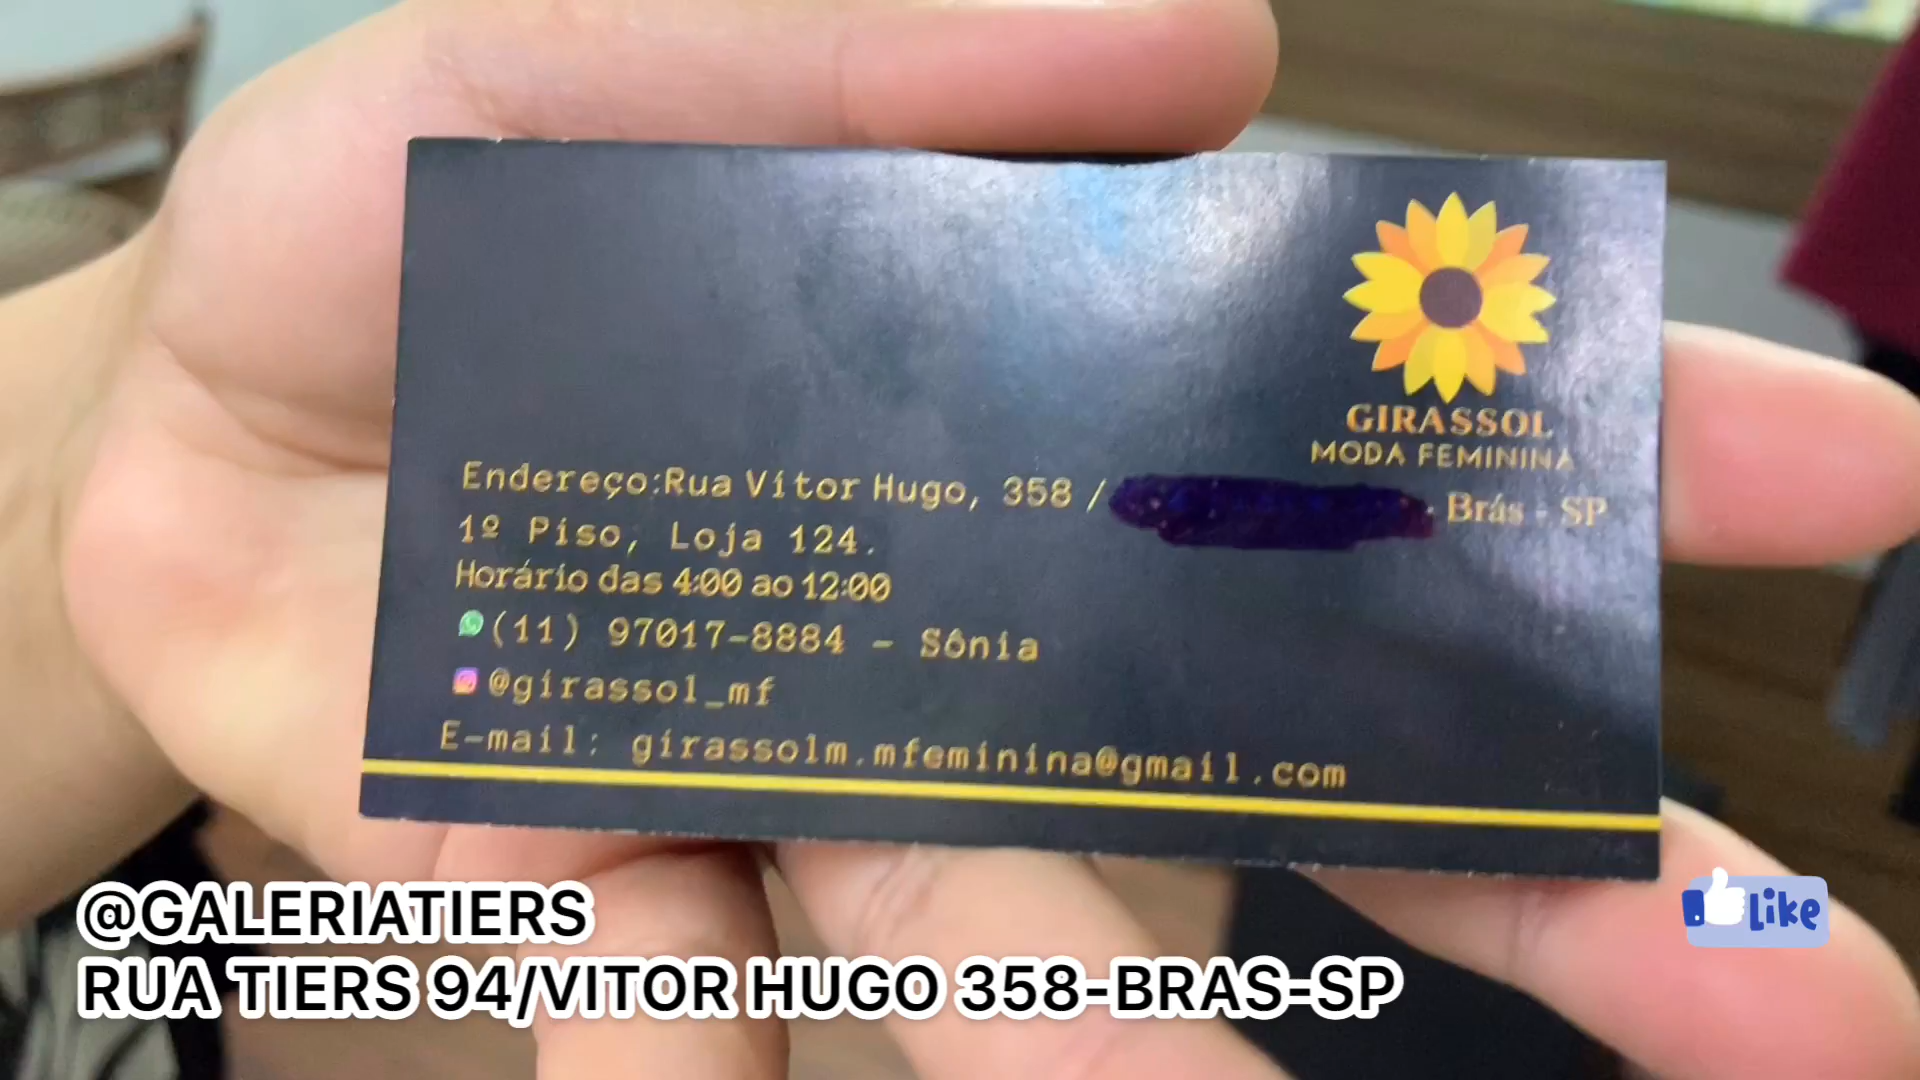 GIRASSOL
MODA FEMININA
Endereço:Rua Vítor Hugo, 358 / - Brás - SP
1º Piso, Loja 124.
Horário das 4:00 ao 12:00
(11) 97017-8884 - Sônia
@girassol_mf
E-mail: girassolm.mfeminina@gmail.com
@GALERIATIERS
RUA TIERS 94/VITOR HUGO 358-BRAS-SP
Like